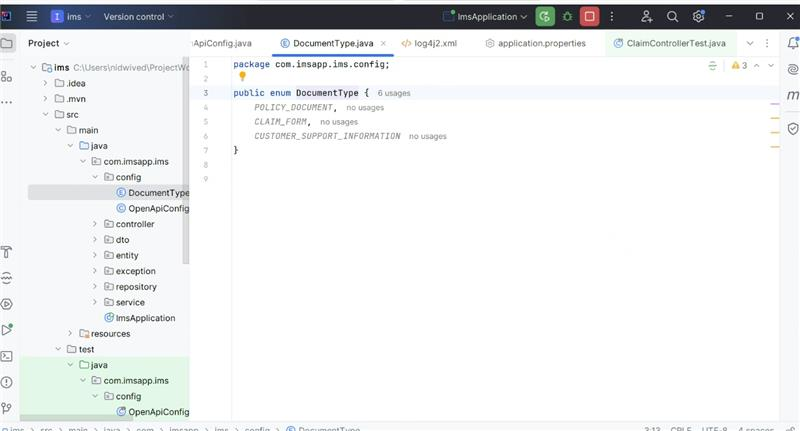 I ims Version control ImsApplication
Project
ApiConfig.java DocumentType.java log4j2.xml application.properties ClaimControllerTest.java
ims C:\Users\nidwived\ProjectWo
.idea
.mvn
src
main
java
com.imsapp.ims
config
DocumentType
OpenApiConfig
controller
dto
entity
exception
repository
service
ImsApplication
resources
test
java
com.imsapp.ims
config
OpenApiConfig
1 package com.imsapp.ims.config; 3
2
3 public enum DocumentType { 6 usages
4 POLICY_DOCUMENT, no usages
5 CLAIM_FORM, no usages
6 CUSTOMER_SUPPORT_INFORMATION no usages
7 }
8
9
ims src main java com imsapp ims config DocumentType 3:13 CRLF UTF-8 4 spaces